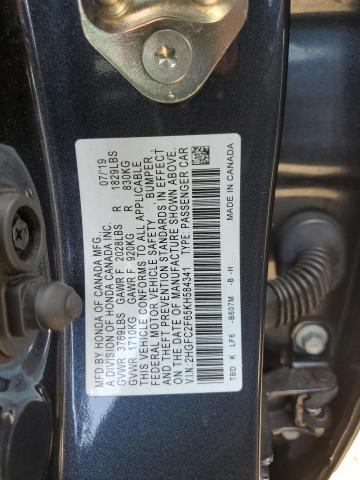 MFD BY HONDA OF CANADA MFG. 07/19
A DIVISION OF HONDA CANADA INC.
GVWR 3769LBS GAWR F 2028LBS R 1829LBS
GVWR 1710KG GAWR F 920KG R 830KG
THIS VEHICLE CONFORMS TO ALL APPLICABLE
FEDERAL MOTOR VEHICLE SAFETY, BUMPER,
AND THEFT PREVENTION STANDARDS IN EFFECT
ON THE DATE OF MANUFACTURE SHOWN ABOVE.
V.I.N.:2HGFC2F65KH584341 TYPE: PASSENGER CAR
TBD K LF6 -B607M -B-H MADE IN CANADA